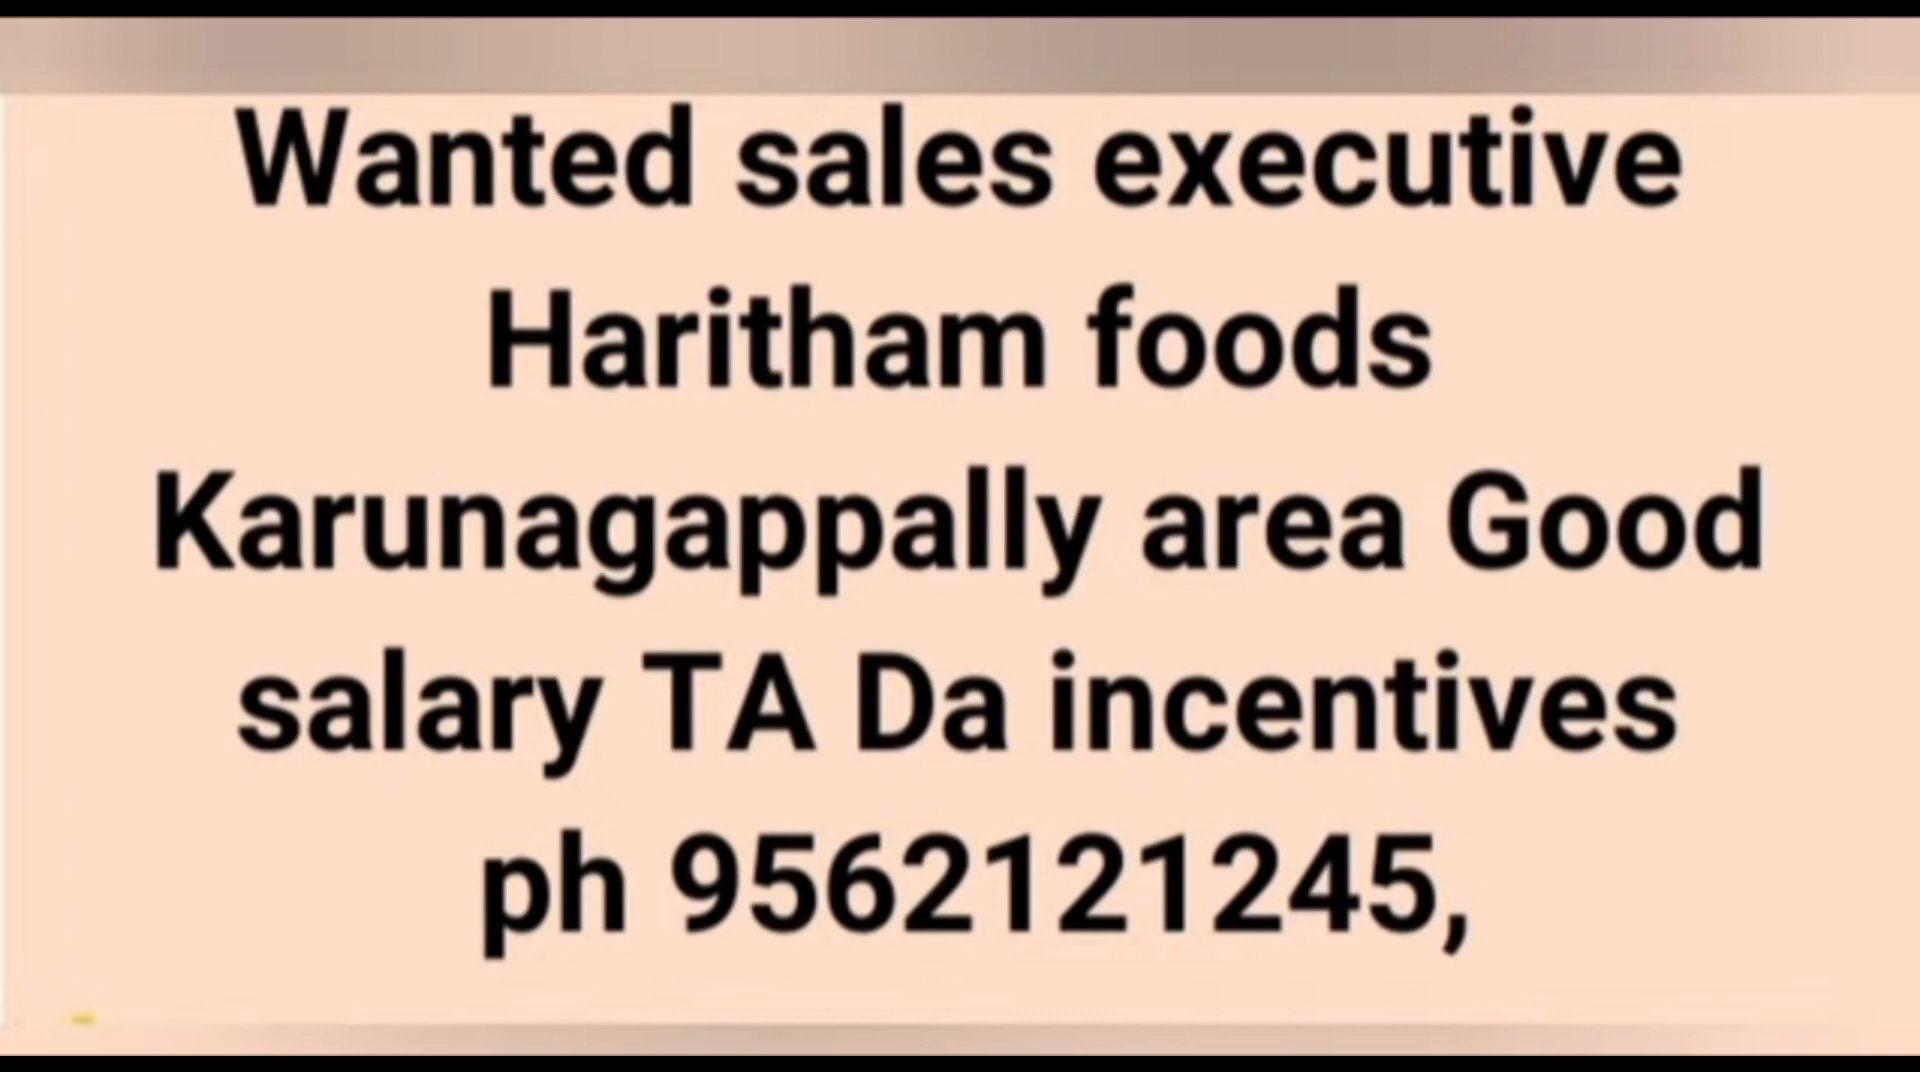 Wanted sales executive
Haritham foods
Karunagappally area Good
salary TA Da incentives
ph 9562121245,